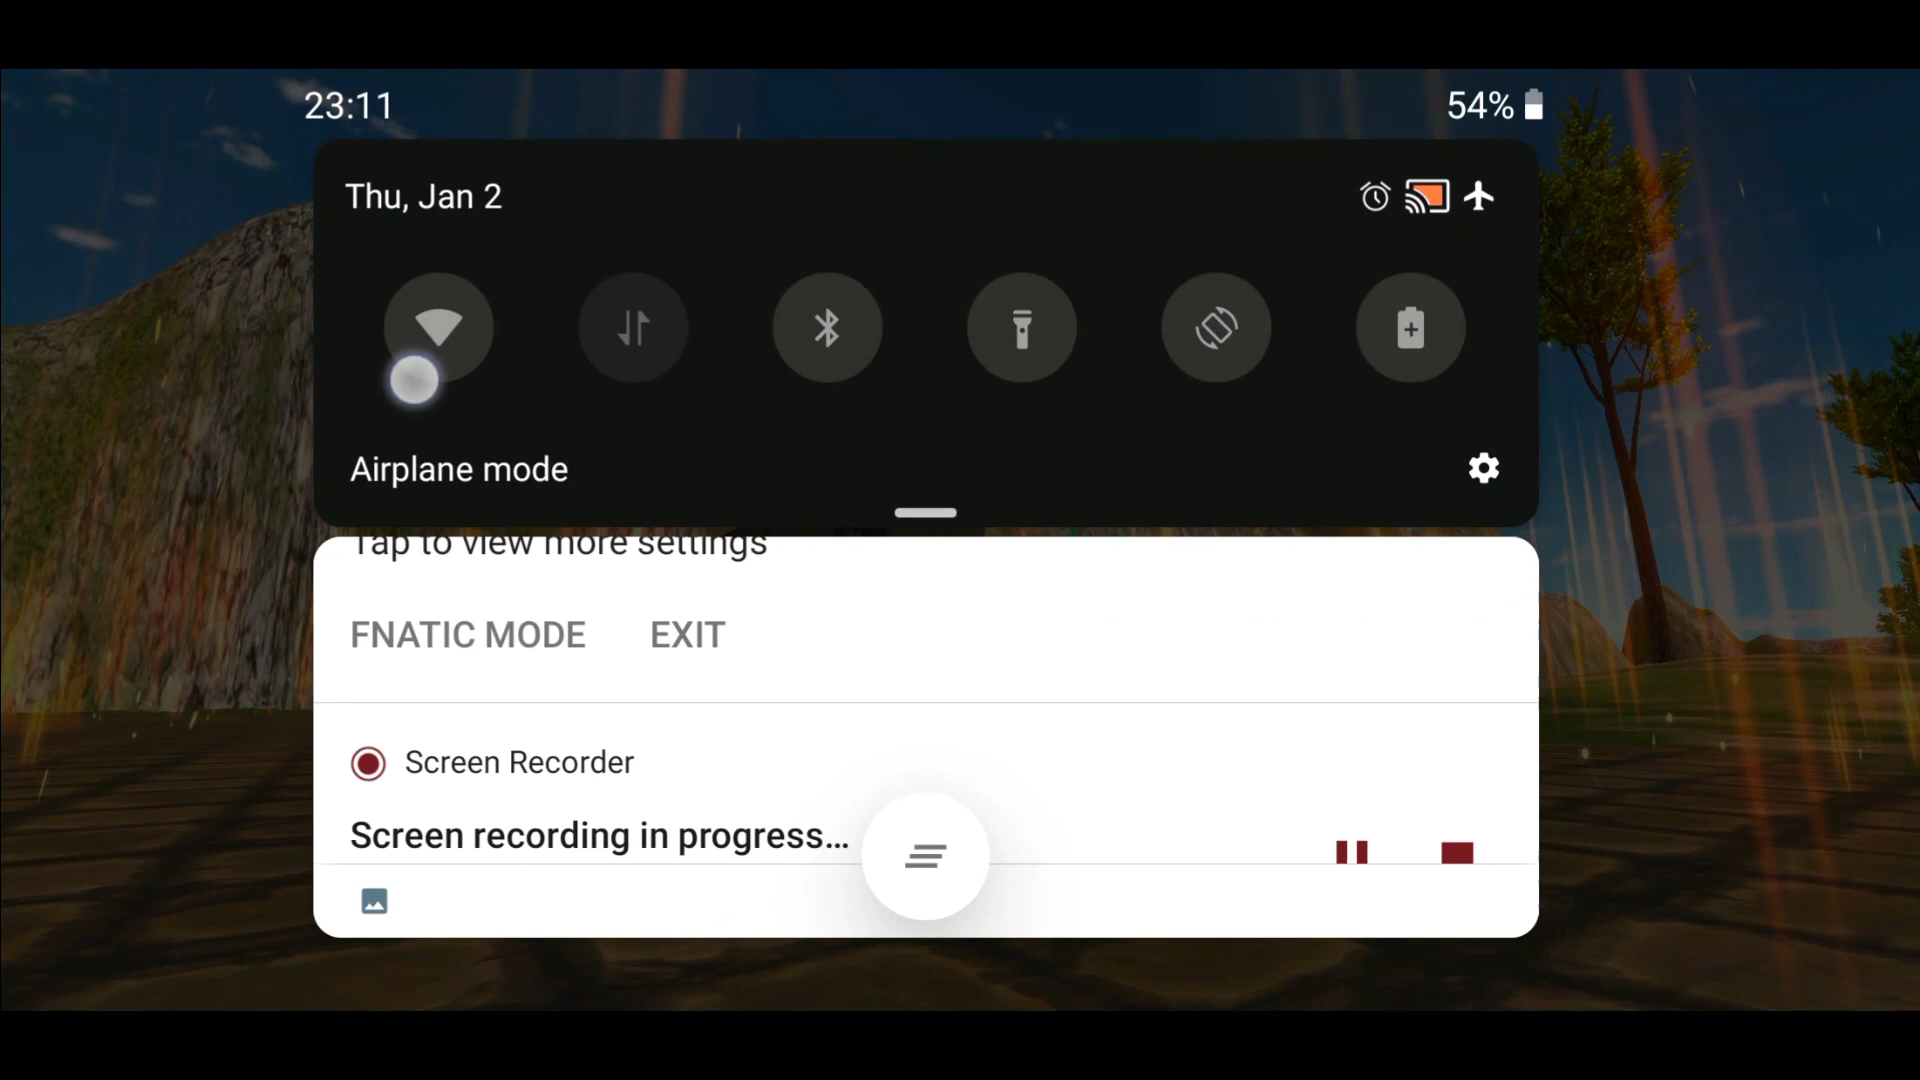 23:11
54%
Thu, Jan 2
Airplane mode
Tap to view more settings
FNATIC MODE EXIT
Screen Recorder
Screen recording in progress...